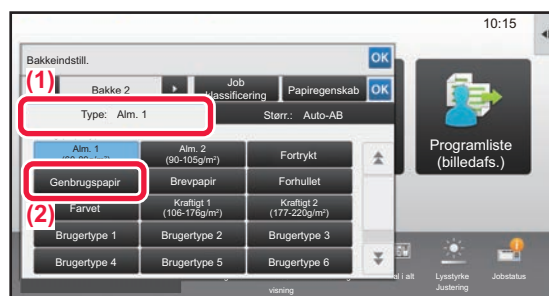 10:15
Bakkeindstill.
OK
(1)
Bakke 2
Job
klassificering
Papiregenskab
OK
Type: Alm. 1
Størr.: Auto-AB
Alm. 1
Alm. 2
(90-105g/m²)
Fortrykt
Genbrugspapir
Brevpapir
Forhullet
(2)
Farvet
Kraftigt 1
(106-176g/m²)
Kraftigt 2
(177-220g/m²)
Brugertype 1
Brugertype 2
Brugertype 3
Brugertype 4
Brugertype 5
Brugertype 6
Programliste
(billedafs.)
al i alt
Lysstyrke
Justering
Jobstatus
visning